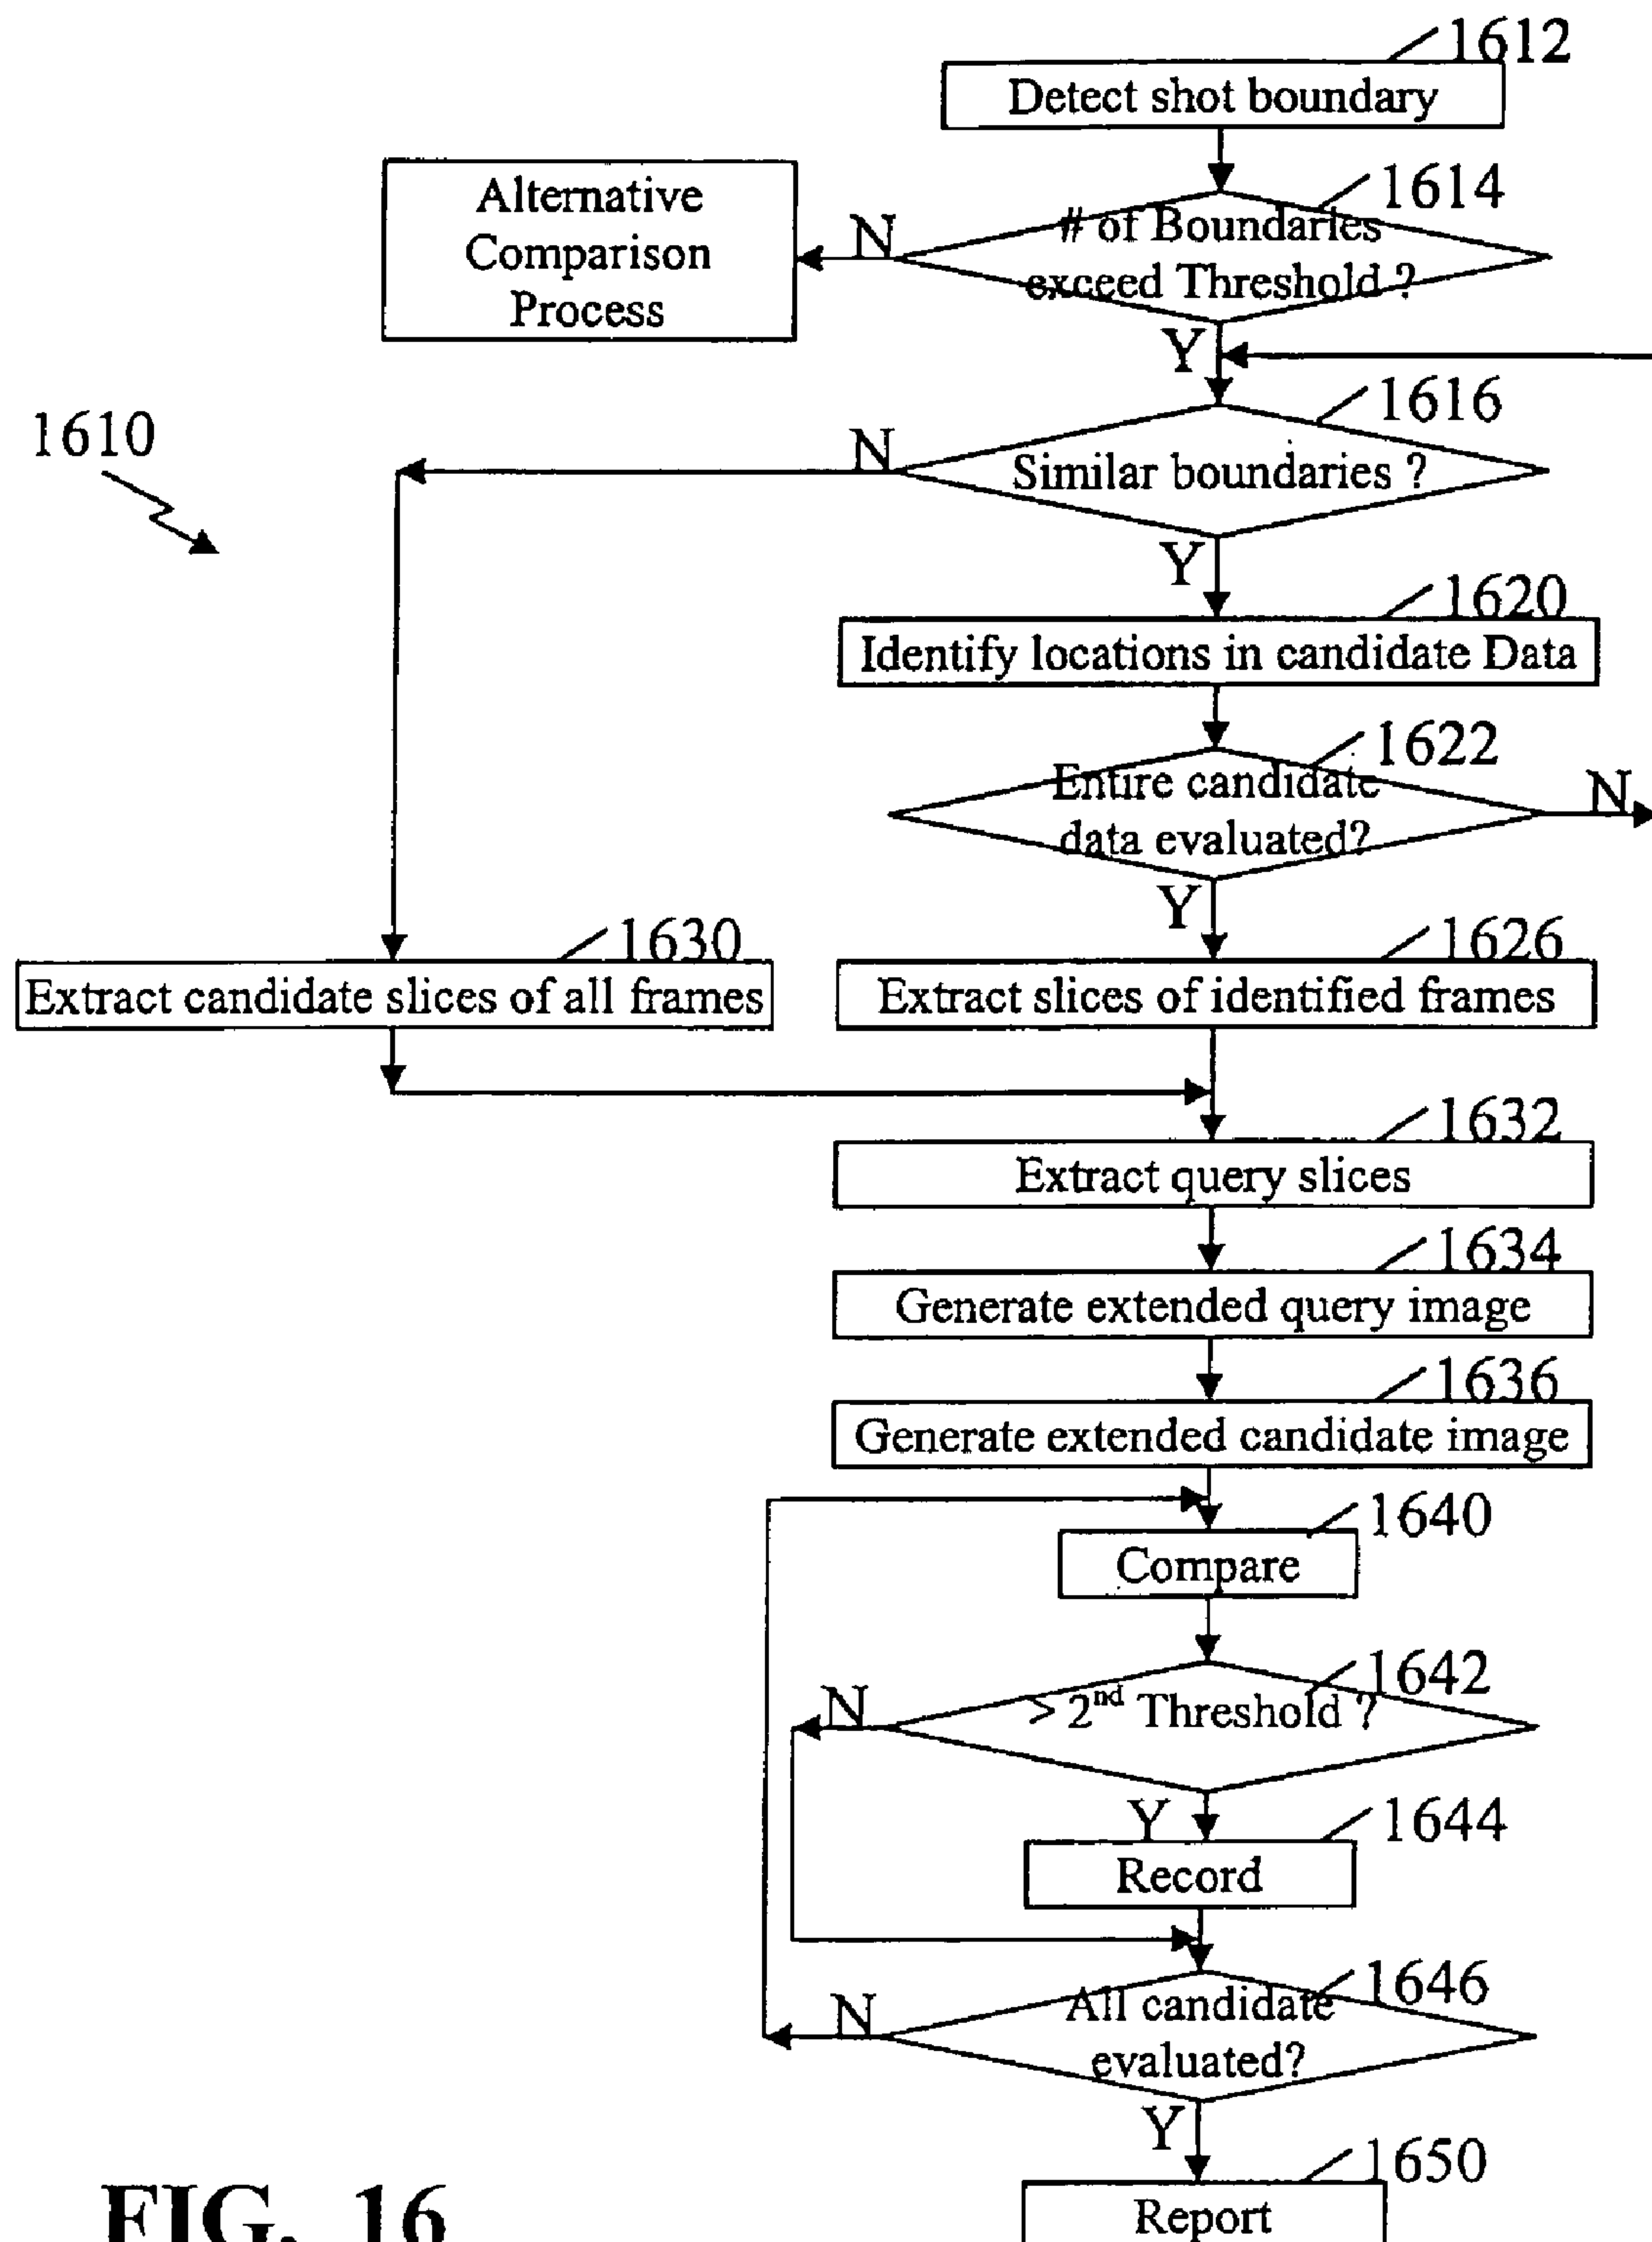 1612
Detect shot boundary
1614
# of Boundaries
exceed Threshold ?
N
Alternative
Comparison
Process
Y
1610
1616
Similar boundaries ?
N
Y
1620
Identify locations in candidate Data
1622
Entire candidate
data evaluated?
N
Y
1630
Extract candidate slices of all frames
1626
Extract slices of identified frames
1632
Extract query slices
1634
Generate extended query image
1636
Generate extended candidate image
1640
Compare
1642
> 2nd Threshold ?
N
Y
1644
Record
1646
All candidate
evaluated?
N
Y
1650
Report
FIG. 16